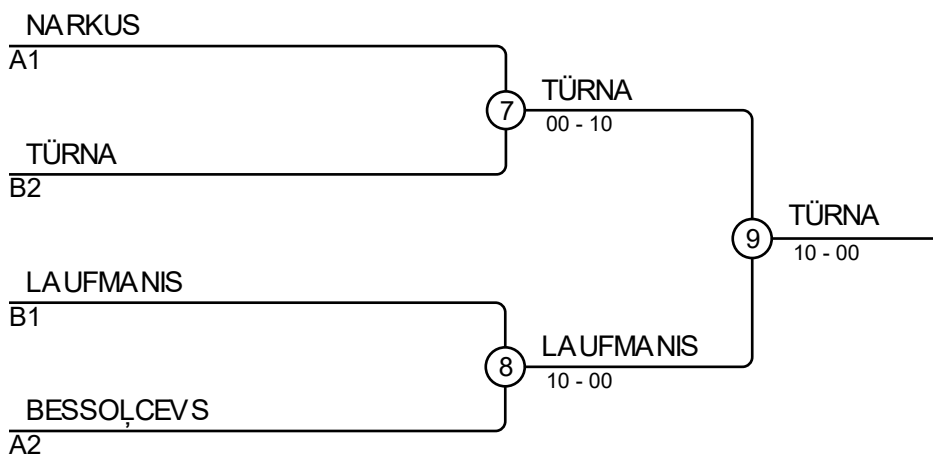 NARKUS
A1
7
TÜRNA
00 - 10
TÜRNA
B2
9
TÜRNA
10 - 00
LAUFMANIS
B1
8
LAUFMANIS
10 - 00
BESSOĻCEVS
A2